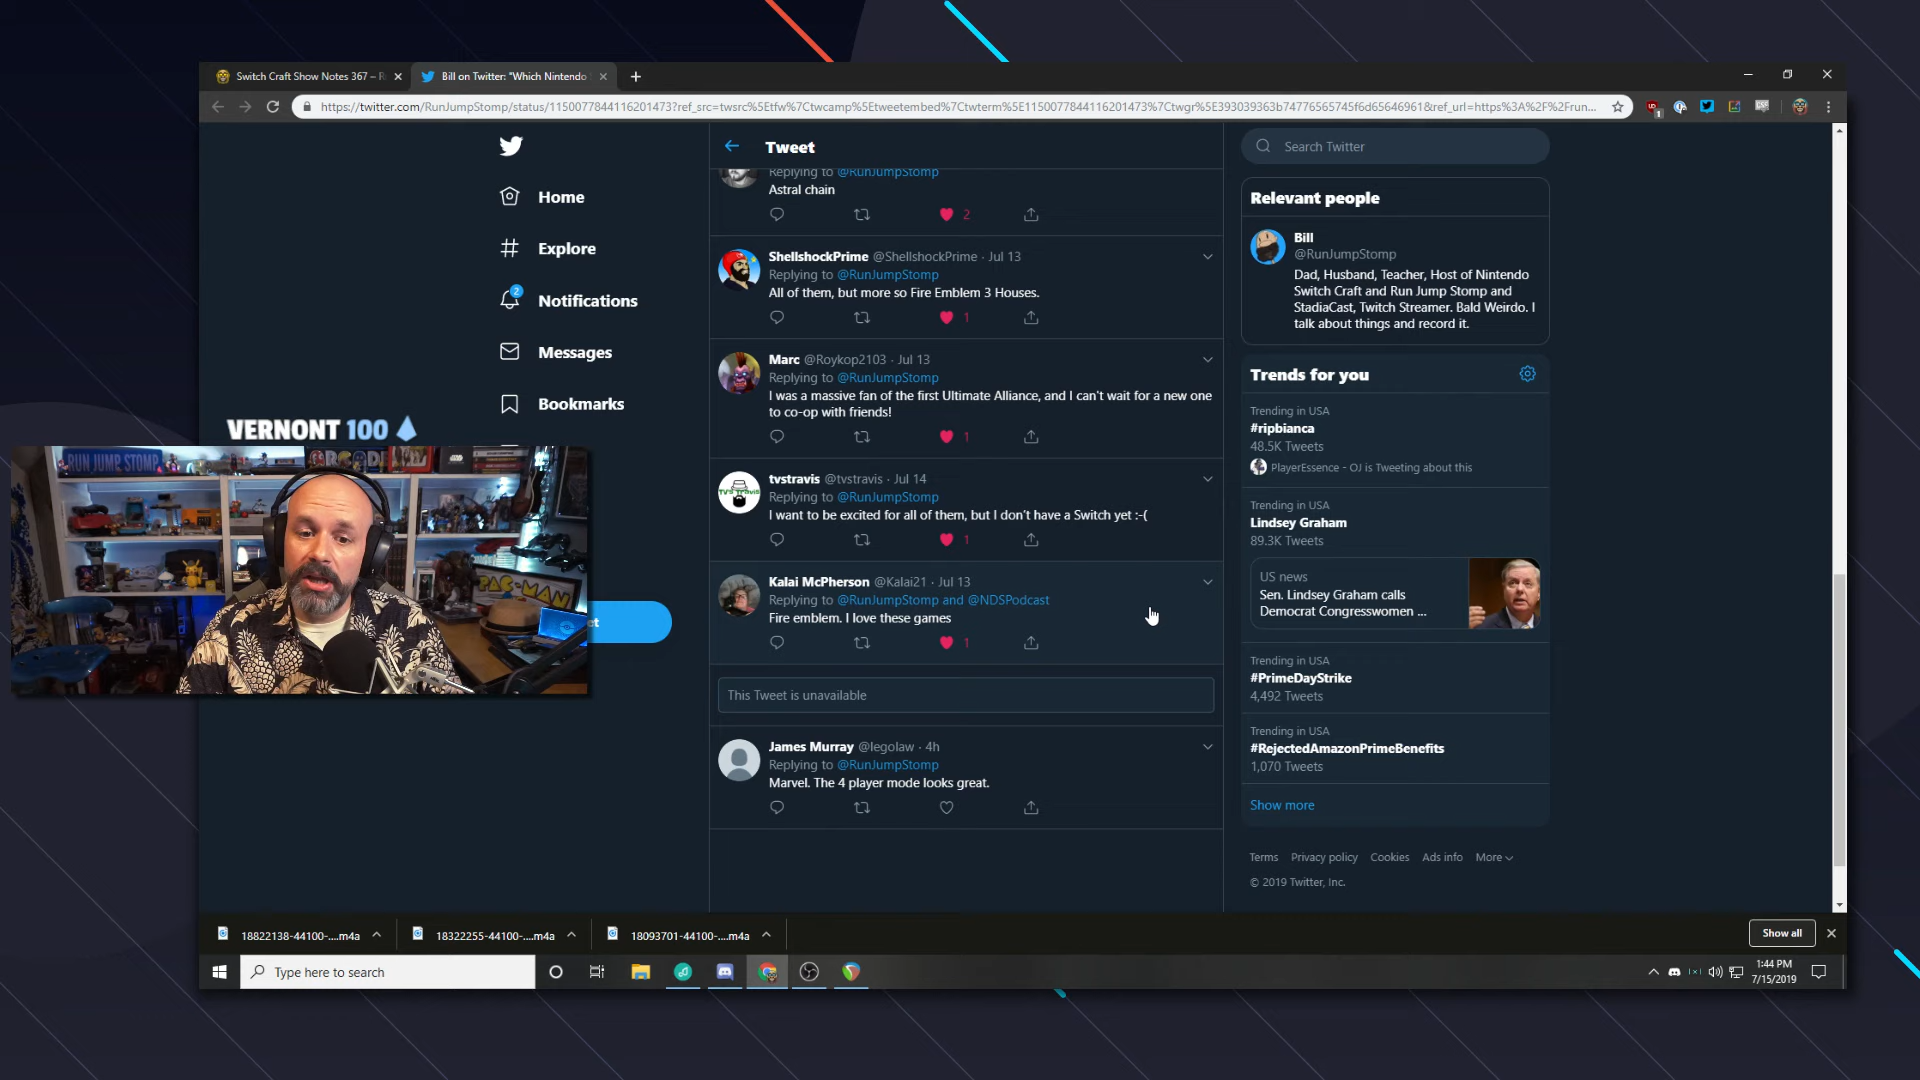 Switch Craft Show Notes 367 – R
Bill on Twitter: "Which Nintendo
https://twitter.com/RunJumpStomp/status/1150077844116201473?ref_src=twsrc%5Etfw%7Ctwcamp%5Etweetembed%7Ctwterm%5E1150077844116201473%7Ctwgr%5E393039363b74776565745f6d65646961&ref_url=https%3A%2F%2Frun...
Home
Explore
Notifications
2
Messages
Bookmarks
Tweet
Replying to @RunJumpStomp
Astral chain
2
ShellshockPrime @ShellshockPrime · Jul 13
Replying to @RunJumpStomp
All of them, but more so Fire Emblem 3 Houses.
1
Marc @Roykop2103 · Jul 13
Replying to @RunJumpStomp
I was a massive fan of the first Ultimate Alliance, and I can't wait for a new one
to co-op with friends!
1
tvstravis @tvstravis · Jul 14
Replying to @RunJumpStomp
I want to be excited for all of them, but I don't have a Switch yet :-(
1
Kalai McPherson @Kalai21 · Jul 13
Replying to @RunJumpStomp and @NDSPodcast
Fire emblem. I love these games
1
This Tweet is unavailable
James Murray @legolaw · 4h
Replying to @RunJumpStomp
Marvel. The 4 player mode looks great.
Search Twitter
Relevant people
Bill
@RunJumpStomp
Dad, Husband, Teacher, Host of Nintendo
Switch Craft and Run Jump Stomp and
StadiaCast, Twitch Streamer. Bald Weirdo. I
talk about things and record it.
Trends for you
Trending in USA
#ripbianca
48.5K Tweets
PlayerEssence - OJ is Tweeting about this
Trending in USA
Lindsey Graham
89.3K Tweets
US news
Sen. Lindsey Graham calls
Democrat Congresswomen ...
Trending in USA
#PrimeDayStrike
4,492 Tweets
Trending in USA
#RejectedAmazonPrimeBenefits
1,070 Tweets
Show more
Terms Privacy policy Cookies Ads info More
© 2019 Twitter, Inc.
VERNONT 100
RUN JUMP STOMP
PAC-MAN
et
18822138-44100-....m4a
18322255-44100-....m4a
18093701-44100-....m4a
Show all
Type here to search
1:44 PM
7/15/2019